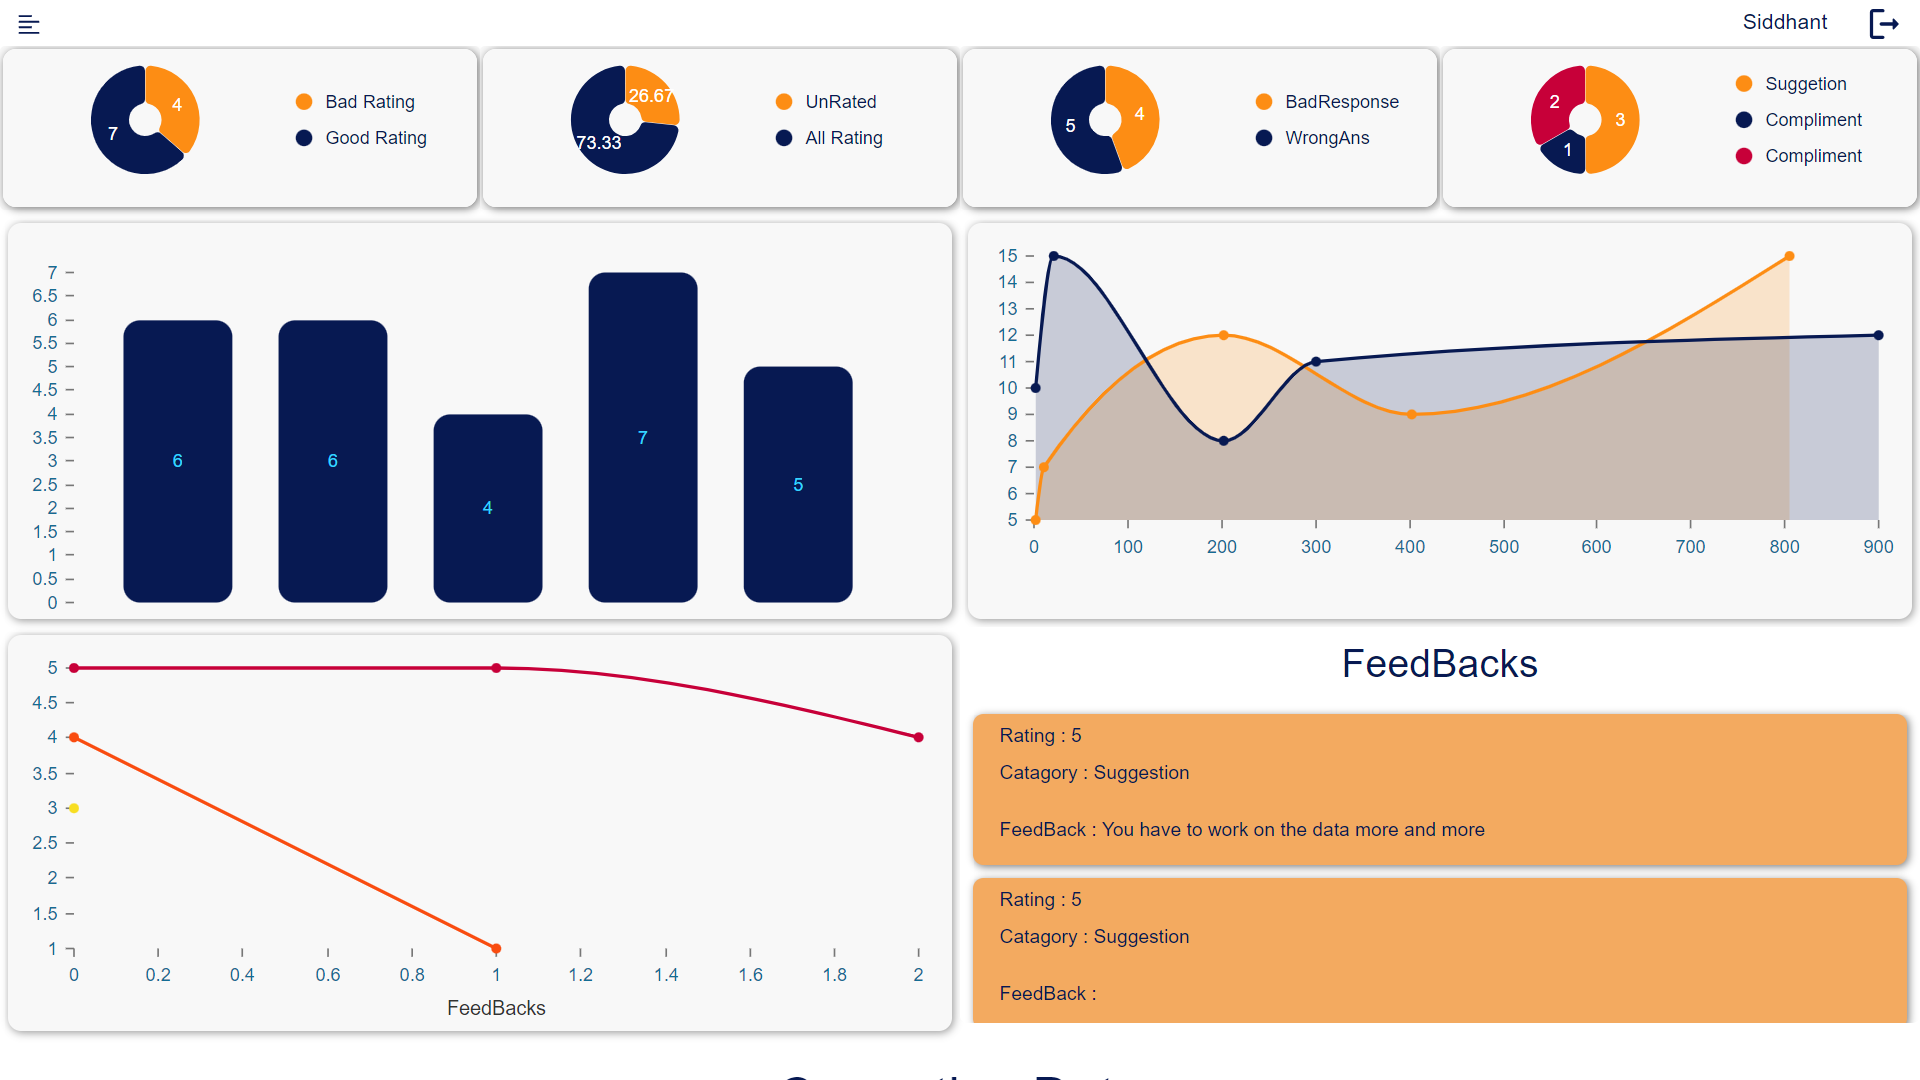 Siddhant
4
7
Bad Rating
Good Rating
26.67
73.33
UnRated
All Rating
4
5
BadResponse
WrongAns
2
3
1
Suggetion
Compliment
Compliment
7
6.5
6
5.5
5
4.5
4
3.5
3
2.5
2
1.5
1
0.5
0
6
6
4
7
5
15
14
13
12
11
10
9
8
7
6
5
0 100 200 300 400 500 600 700 800 900
5
4.5
4
3.5
3
2.5
2
1.5
1
0 0.2 0.4 0.6 0.8 1 1.2 1.4 1.6 1.8 2
FeedBacks
FeedBacks
Rating : 5
Catagory : Suggestion
FeedBack : You have to work on the data more and more
Rating : 5
Catagory : Suggestion
FeedBack :